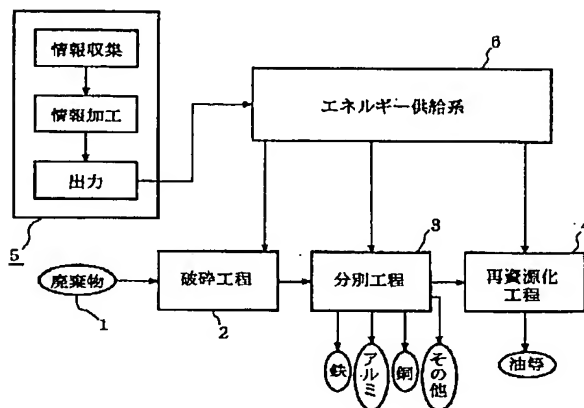 情報収集
情報加工
出力
5
6
エネルギー供給系
廃棄物
1
破砕工程
2
3
分別工程
4
再資源化
工程
鉄
アルミ
銅
その他
油等